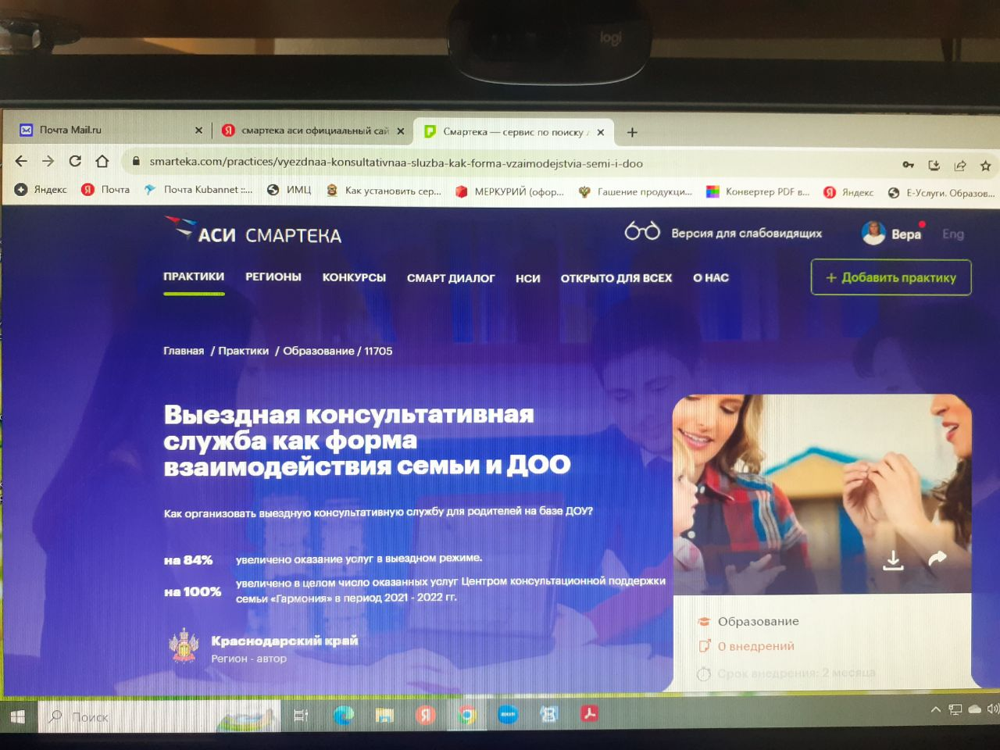 logi
Почта Mail.ru
смартека аси официальный сай
Смартека — сервис по поиску
smarteka.com/practices/vyezdnaa-konsultativnaa-sluzba-kak-forma-vzaimodejstvia-semi-i-doo
Яндекс
Почта
Почта Kubannet ::...
ИМЦ
Как установить сер...
МЕРКУРИЙ (офор...
Гашение продукци...
Конвертер PDF в...
Яндекс
Е-Услуги. Образов...
АСИ СМАРТЕКА
Версия для слабовидящих
Вера
Eng
ПРАКТИКИ
РЕГИОНЫ
КОНКУРСЫ
СМАРТ ДИАЛОГ
НСИ
ОТКРЫТО ДЛЯ ВСЕХ
О НАС
+ Добавить практику
Главная / Практики / Образование / 11705
Выездная консультативная
служба как форма
взаимодействия семьи и ДОО
Как организовать выездную консультативную службу для родителей на базе ДОУ?
на 84% увеличено оказание услуг в выездном режиме.
на 100% увеличено в целом число оказанных услуг Центром консультационной поддержки
семьи «Гармония» в период 2021 - 2022 гг.
Краснодарский край
Регион - автор
Образование
0 внедрений
Срок внедрения: 2 месяца
Поиск
zoom